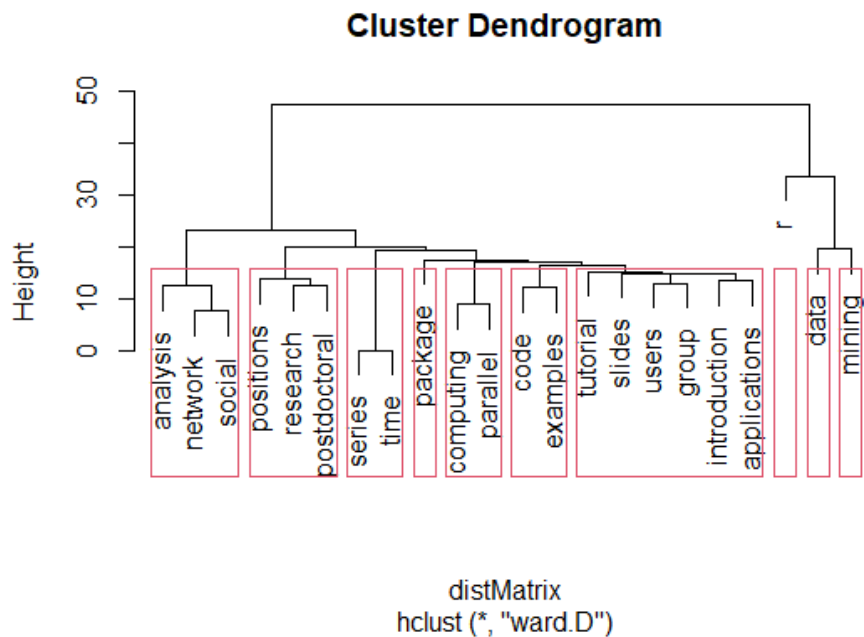 Cluster Dendrogram
Height
50
30
10
0
analysis
network
social
positions
research
postdoctoral
series
time
package
computing
parallel
code
examples
tutorial
slides
users
group
introduction
applications
r
data
mining
distMatrix
hclust (*, "ward.D")